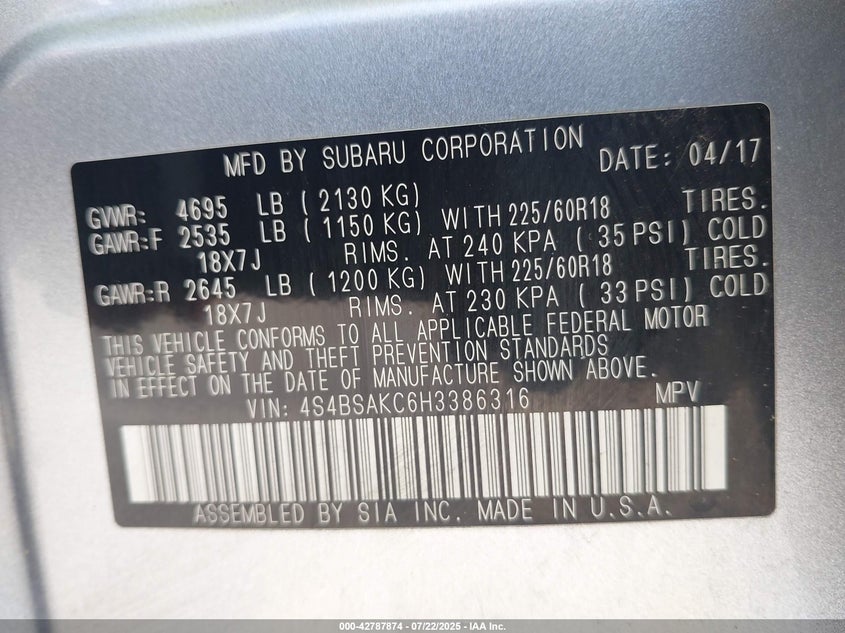 MFD BY SUBARU CORPORATION DATE: 04/17
GVWR: 4695 LB ( 2130 KG)
GAWR:F 2535 LB ( 1150 KG) WITH 225/60R18 TIRES.
18X7J RIMS. AT 240 KPA ( 35 PSI) COLD
GAWR:R 2645 LB ( 1200 KG) WITH 225/60R18 TIRES.
18X7J RIMS. AT 230 KPA ( 33 PSI) COLD
THIS VEHICLE CONFORMS TO ALL APPLICABLE FEDERAL MOTOR
VEHICLE SAFETY AND THEFT PREVENTION STANDARDS
IN EFFECT ON THE DATE OF MANUFACTURE SHOWN ABOVE.
VIN: 4S4BSAKC6H3386316 MPV
ASSEMBLED BY SIA INC. MADE IN U.S.A.
000-42787874 / 07/22/2025 - IAA Inc.